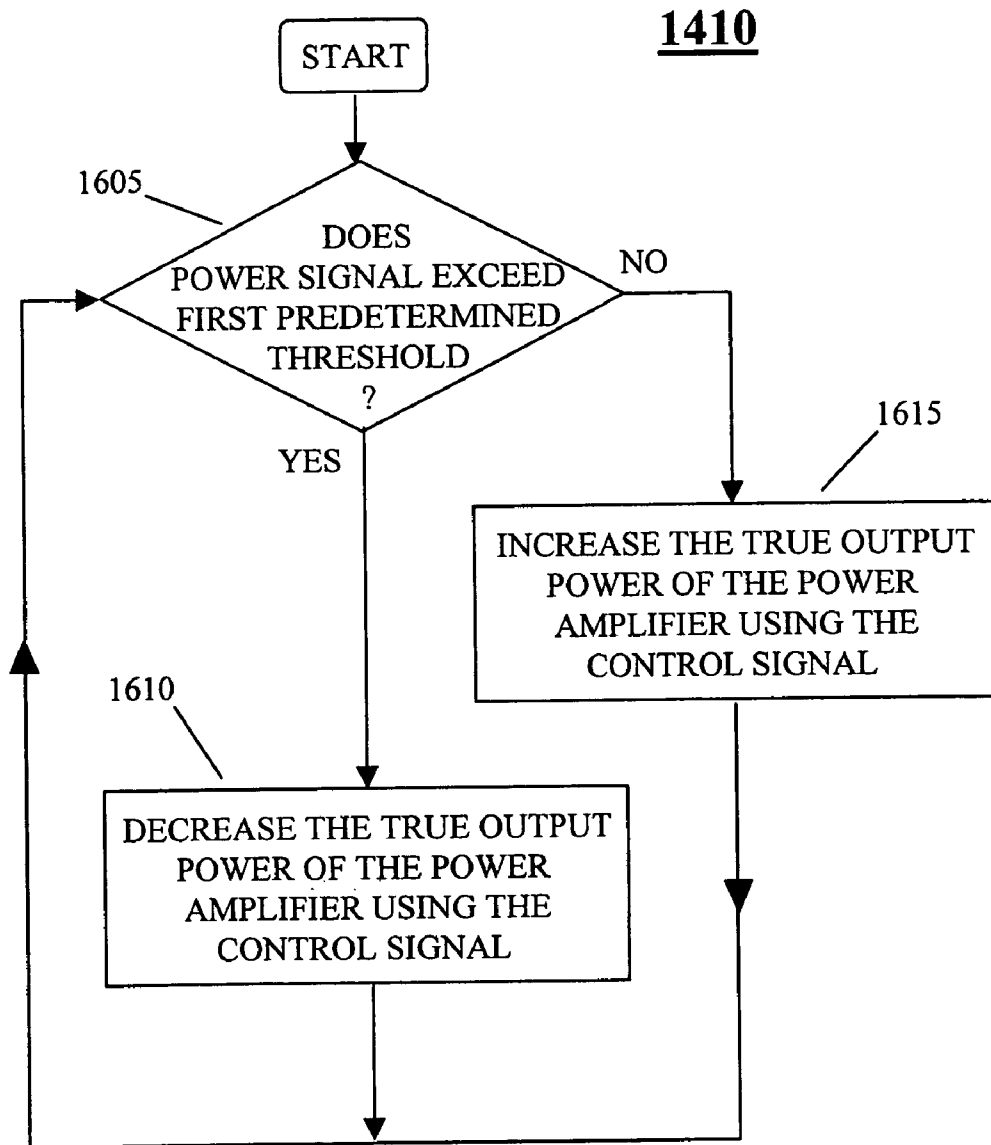 1410
START
1605
DOES
POWER SIGNAL EXCEED
FIRST PREDETERMINED
THRESHOLD
?
NO
YES
1615
INCREASE THE TRUE OUTPUT
POWER OF THE POWER
AMPLIFIER USING THE
CONTROL SIGNAL
1610
DECREASE THE TRUE OUTPUT
POWER OF THE POWER
AMPLIFIER USING THE
CONTROL SIGNAL